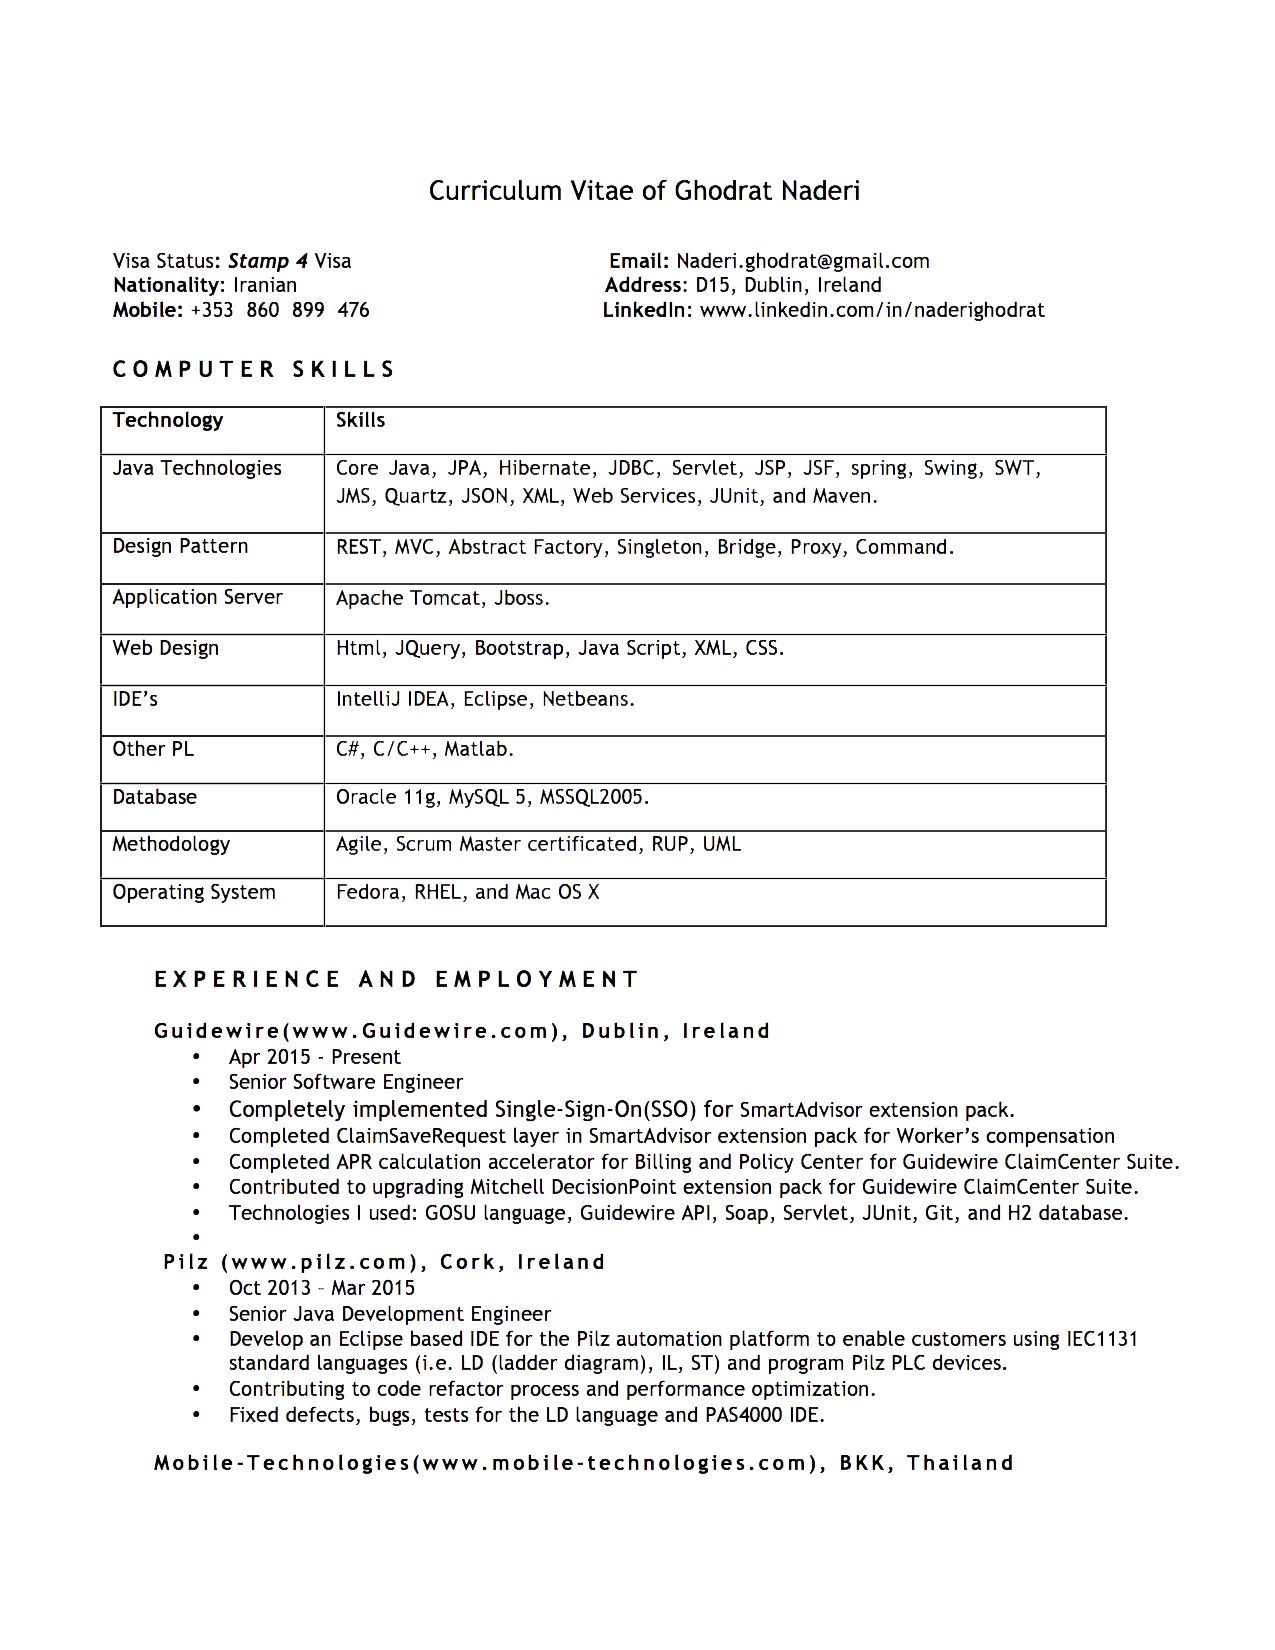 Curriculum Vitae of Ghodrat Naderi
Visa Status: Stamp 4 Visa Email: Naderi.ghodrat@gmail.com
Nationality: Iranian Address: D15, Dublin, Ireland
Mobile: +353 860 899 476 LinkedIn: www.linkedin.com/in/naderighodrat
COMPUTER SKILLS
Technology Skills
Java Technologies Core Java, JPA, Hibernate, JDBC, Servlet, JSP, JSF, spring, Swing, SWT,
JMS, Quartz, JSON, XML, Web Services, JUnit, and Maven.
Design Pattern REST, MVC, Abstract Factory, Singleton, Bridge, Proxy, Command.
Application Server Apache Tomcat, Jboss.
Web Design Html, JQuery, Bootstrap, Java Script, XML, CSS.
IDE’s IntelliJ IDEA, Eclipse, Netbeans.
Other PL C#, C/C++, Matlab.
Database Oracle 11g, MySQL 5, MSSQL2005.
Methodology Agile, Scrum Master certificated, RUP, UML
Operating System Fedora, RHEL, and Mac OS X
EXPERIENCE AND EMPLOYMENT
Guidewire(www.Guidewire.com), Dublin, Ireland
• Apr 2015 - Present
• Senior Software Engineer
• Completely implemented Single-Sign-On(SSO) for SmartAdvisor extension pack.
• Completed ClaimSaveRequest layer in SmartAdvisor extension pack for Worker’s compensation
• Completed APR calculation accelerator for Billing and Policy Center for Guidewire ClaimCenter Suite.
• Contributed to upgrading Mitchell DecisionPoint extension pack for Guidewire ClaimCenter Suite.
• Technologies I used: GOSU language, Guidewire API, Soap, Servlet, JUnit, Git, and H2 database.
•
Pilz (www.pilz.com), Cork, Ireland
• Oct 2013 – Mar 2015
• Senior Java Development Engineer
• Develop an Eclipse based IDE for the Pilz automation platform to enable customers using IEC1131
standard languages (i.e. LD (ladder diagram), IL, ST) and program Pilz PLC devices.
• Contributing to code refactor process and performance optimization.
• Fixed defects, bugs, tests for the LD language and PAS4000 IDE.
Mobile-Technologies(www.mobile-technologies.com), BKK, Thailand